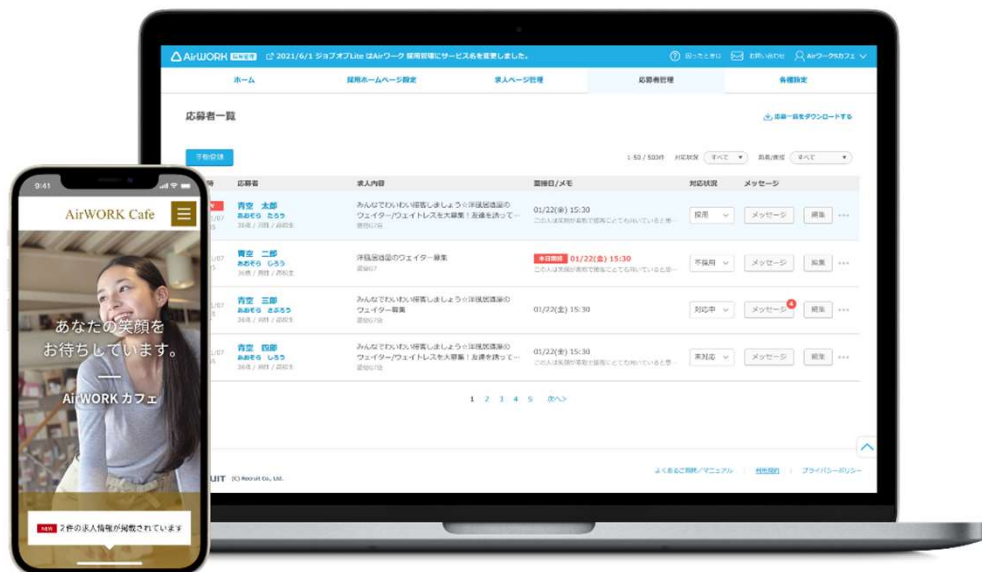 AirWORK 採用管理 2021/6/1 ジョブオプLite はAirワーク 採用管理にサービス名を変更しました。
困ったときは お問い合わせ AirワークSカフェ
ホーム 採用ホームページ設定 求人ページ管理 応募者管理 各種設定
応募者一覧
応募一覧をダウンロードする
手動登録
1-50 / 500件 対応状況 すべて すべて
応募者 求人内容 面接日/メモ 対応状況 メッセージ
青空 太郎
あおぞら たろう
みんなでわいわい接客しましょう☆洋風居酒屋の
ウェイター/ウェイトレスを大募集！友達を誘って…
01/22(金) 15:30
採用 メッセージ 編集
青空 二郎
あおぞら じろう
洋風居酒屋のウェイター募集
本日面接 01/22(金) 15:30
不採用 メッセージ 編集
青空 三郎
あおぞら さぶろう
みんなでわいわい接客しましょう☆洋風居酒屋の
ウェイター募集
01/22(金) 15:30
対応中 メッセージ 4 編集
青空 四郎
あおぞら しろう
みんなでわいわい接客しましょう☆洋風居酒屋の
ウェイター/ウェイトレスを大募集！友達を誘って…
01/22(金) 15:30
未対応 メッセージ 編集
1 2 3 4 5 次へ>
よくあるご質問/マニュアル 利用規約 プライバシーポリシー
UIT (C) Recruit Co., Ltd.
9:41
AirWORK Cafe
あなたの笑顔を
お待ちしています。
AirWORK カフェ
NEW 2件の求人情報が掲載されています